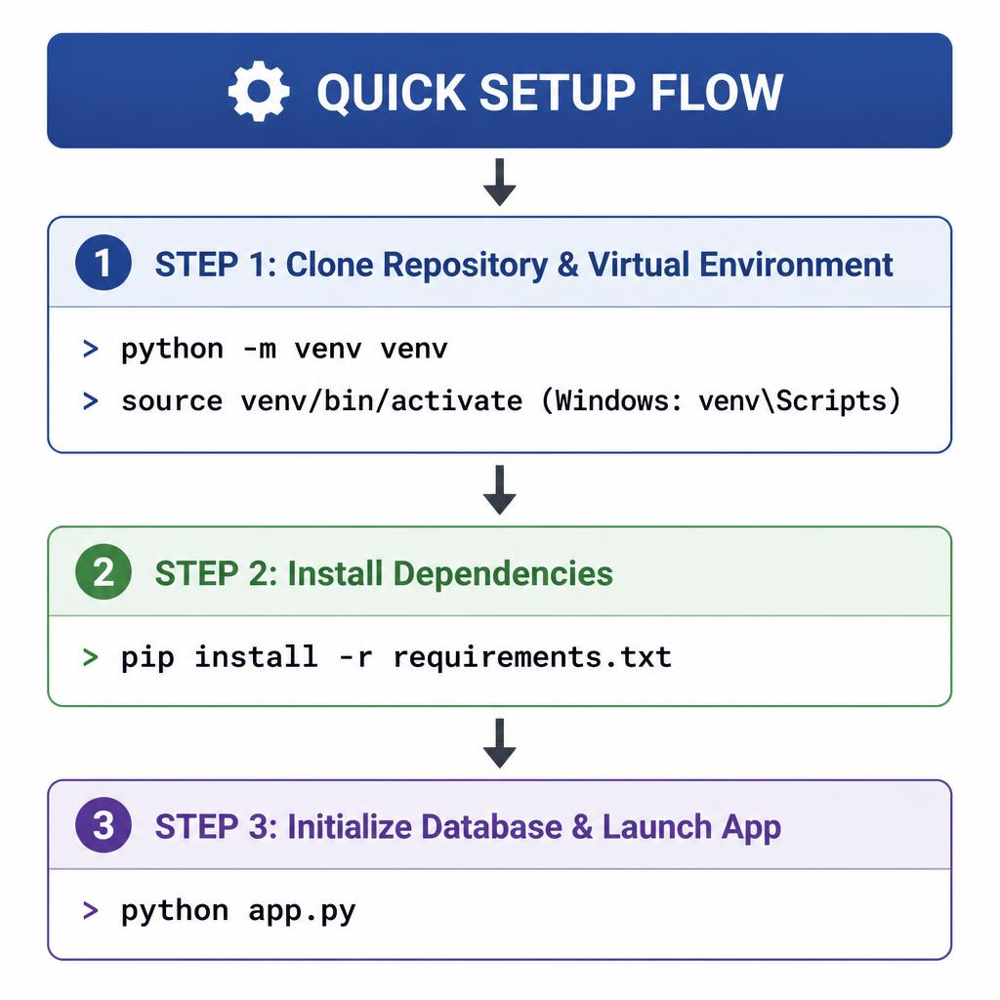 QUICK SETUP FLOW
1 STEP 1: Clone Repository & Virtual Environment
> python -m venv venv
> source venv/bin/activate (Windows: venv\Scripts)
2 STEP 2: Install Dependencies
> pip install -r requirements.txt
3 STEP 3: Initialize Database & Launch App
> python app.py